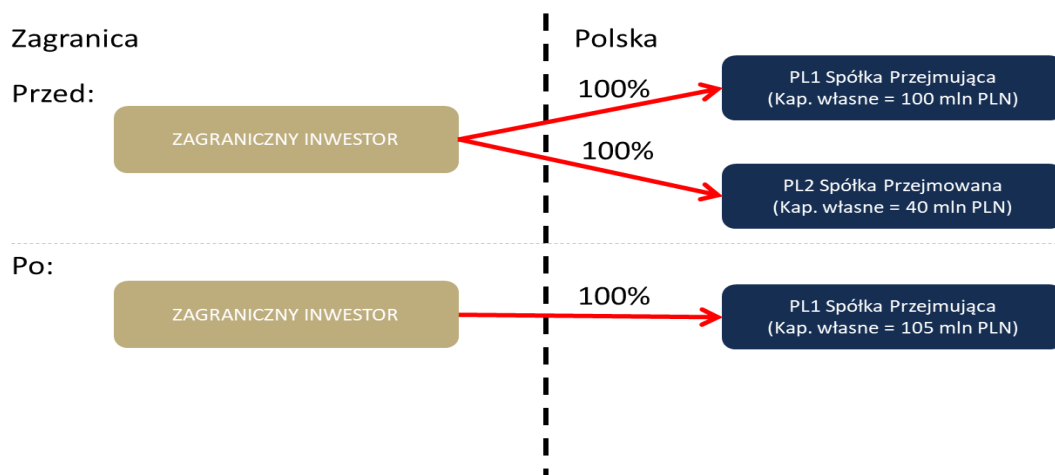 Zagranica
Polska
Przed:
100%
PL1 Spółka Przejmująca
(Kap. własne = 100 mln PLN)
ZAGRANICZNY INWESTOR
100%
PL2 Spółka Przejmowana
(Kap. własne = 40 mln PLN)
Po:
ZAGRANICZNY INWESTOR
100%
PL1 Spółka Przejmująca
(Kap. własne = 105 mln PLN)